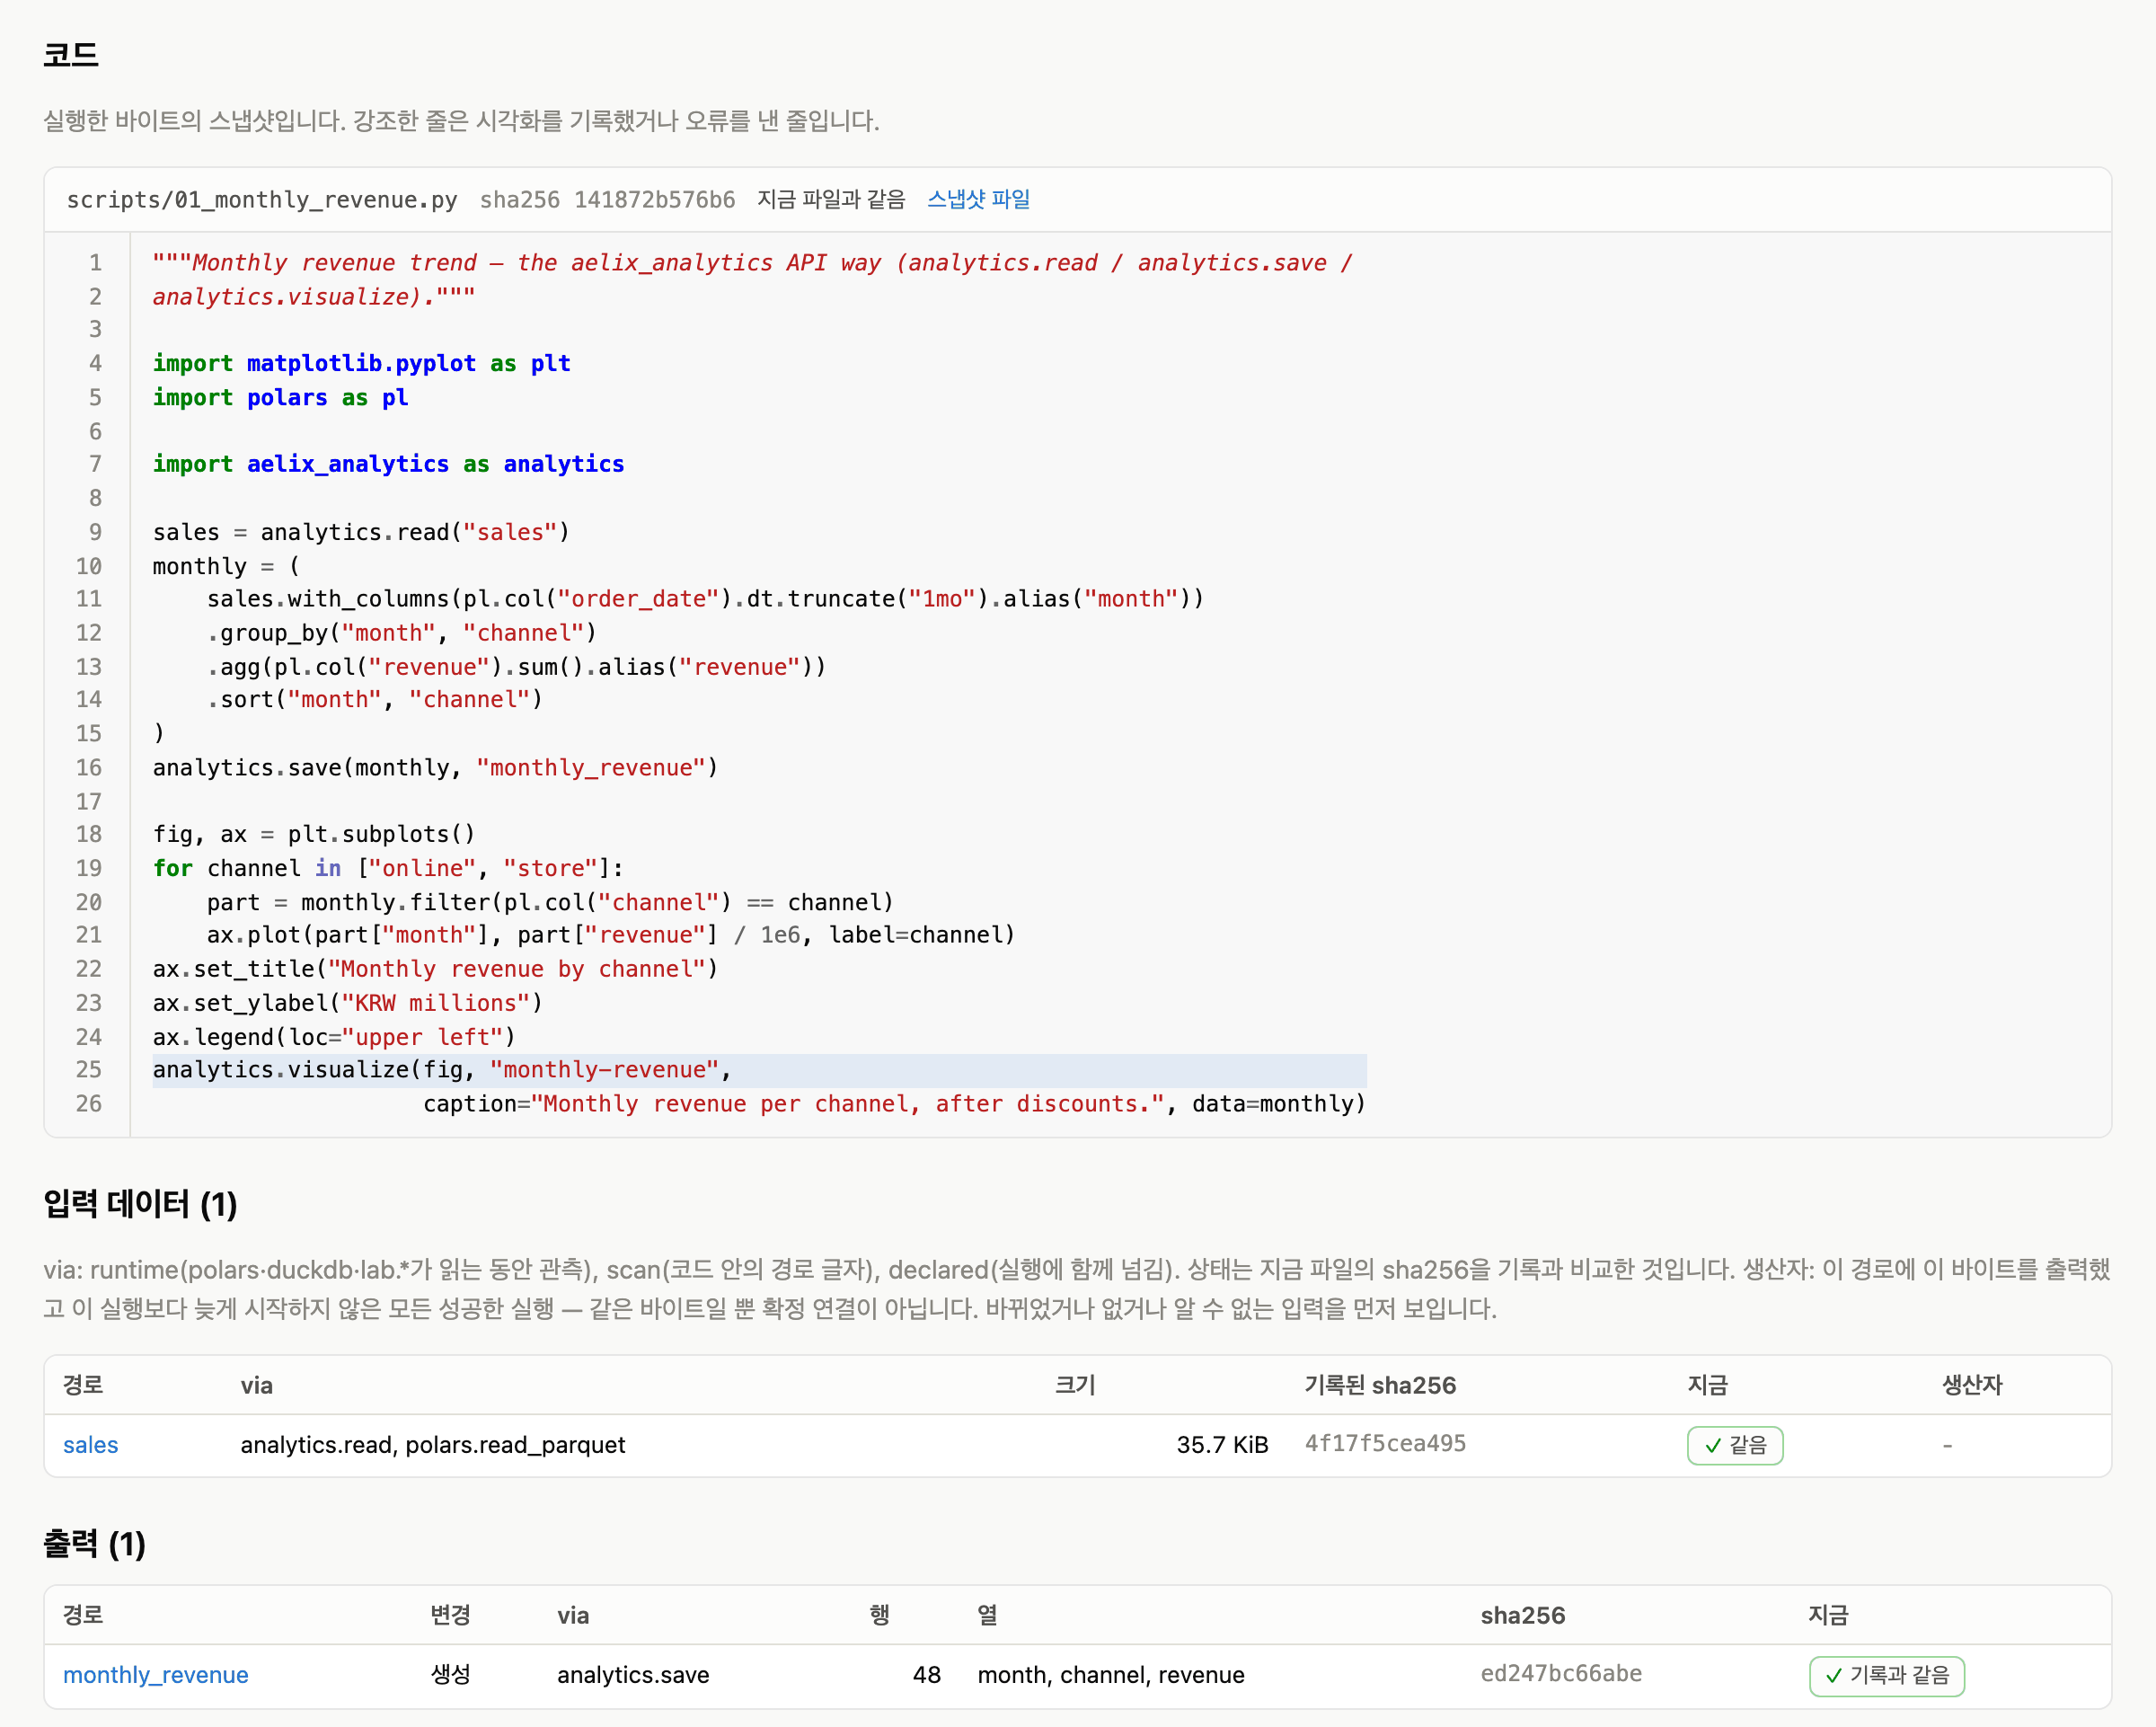 코드
실행한 바이트의 스냅샷입니다. 강조한 줄은 시각화를 기록했거나 오류를 낸 줄입니다.
scripts/01_monthly_revenue.py sha256 141872b576b6 지금 파일과 같음 스냅샷 파일
1 """Monthly revenue trend — the aelix_analytics API way (analytics.read / analytics.save /
2 analytics.visualize)."""
3
4 import matplotlib.pyplot as plt
5 import polars as pl
6
7 import aelix_analytics as analytics
8
9 sales = analytics.read("sales")
10 monthly = (
11     sales.with_columns(pl.col("order_date").dt.truncate("1mo").alias("month"))
12     .group_by("month", "channel")
13     .agg(pl.col("revenue").sum().alias("revenue"))
14     .sort("month", "channel")
15 )
16 analytics.save(monthly, "monthly_revenue")
17
18 fig, ax = plt.subplots()
19 for channel in ["online", "store"]:
20     part = monthly.filter(pl.col("channel") == channel)
21     ax.plot(part["month"], part["revenue"] / 1e6, label=channel)
22 ax.set_title("Monthly revenue by channel")
23 ax.set_ylabel("KRW millions")
24 ax.legend(loc="upper left")
25 analytics.visualize(fig, "monthly-revenue",
26                     caption="Monthly revenue per channel, after discounts.", data=monthly)
입력 데이터 (1)
via: runtime(polars·duckdb·lab.*가 읽는 동안 관측), scan(코드 안의 경로 글자), declared(실행에 함께 넘김). 상태는 지금 파일의 sha256을 기록과 비교한 것입니다. 생산자: 이 경로에 이 바이트를 출력했
고 이 실행보다 늦게 시작하지 않은 모든 성공한 실행 — 같은 바이트일 뿐 확정 연결이 아닙니다. 바뀌었거나 없거나 알 수 없는 입력을 먼저 보입니다.
경로 via 크기 기록된 sha256 지금 생산자
sales analytics.read, polars.read_parquet 35.7 KiB 4f17f5cea495 ✓ 같음 -
출력 (1)
경로 변경 via 행 열 sha256 지금
monthly_revenue 생성 analytics.save 48 month, channel, revenue ed247bc66abe ✓ 기록과 같음